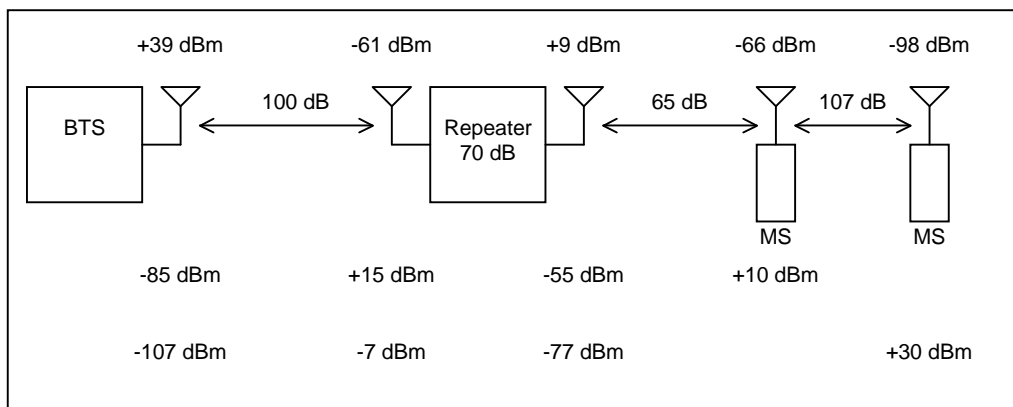 +39 dBm -61 dBm +9 dBm -66 dBm -98 dBm
100 dB 65 dB 107 dB
BTS Repeater
70 dB
MS MS
-85 dBm +15 dBm -55 dBm +10 dBm
-107 dBm -7 dBm -77 dBm +30 dBm